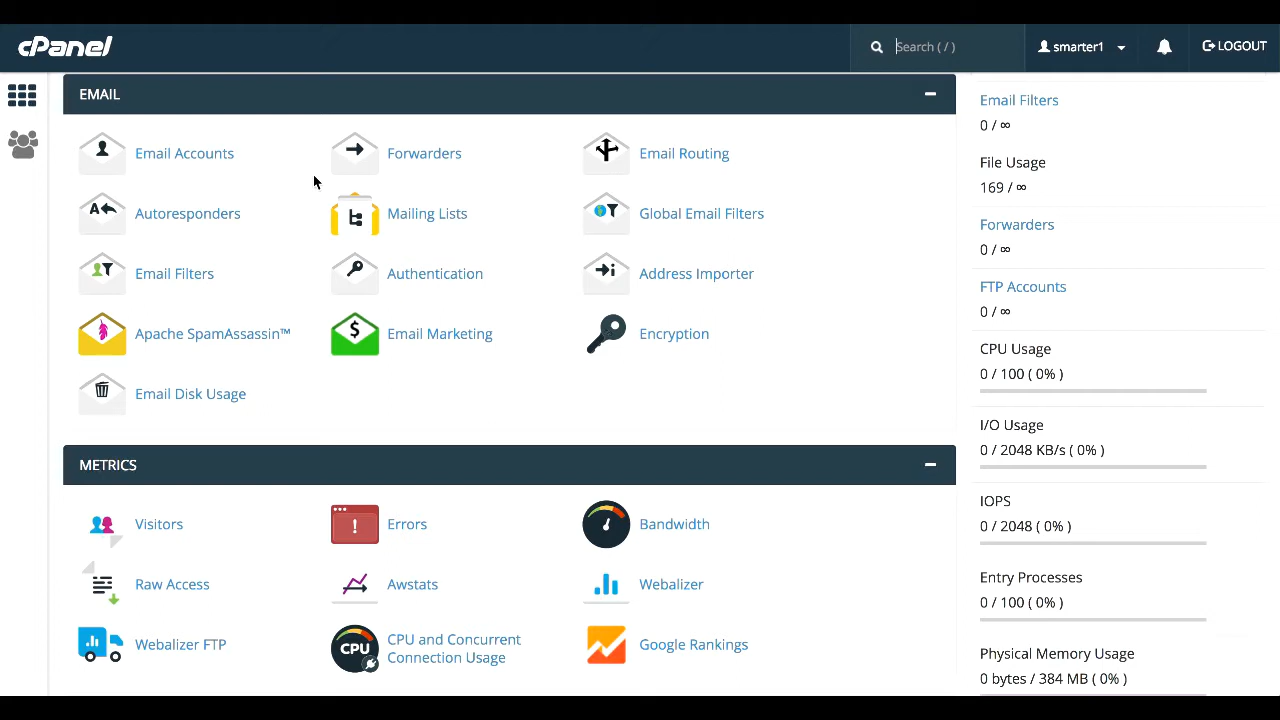 cPanel
Search ( / )
smarter1
LOGOUT
EMAIL
Email Accounts
Forwarders
Email Routing
A
Autoresponders
Mailing Lists
Global Email Filters
Email Filters
Authentication
i
Address Importer
Apache SpamAssassin™
$
Email Marketing
Encryption
Email Disk Usage
METRICS
Visitors
!
Errors
Bandwidth
Raw Access
Awstats
Webalizer
Webalizer FTP
CPU
CPU and Concurrent
Connection Usage
Google Rankings
Email Filters
0 / ∞
File Usage
169 / ∞
Forwarders
0 / ∞
FTP Accounts
0 / ∞
CPU Usage
0 / 100 ( 0% )
I/O Usage
0 / 2048 KB/s ( 0% )
IOPS
0 / 2048 ( 0% )
Entry Processes
0 / 100 ( 0% )
Physical Memory Usage
0 bytes / 384 MB ( 0% )